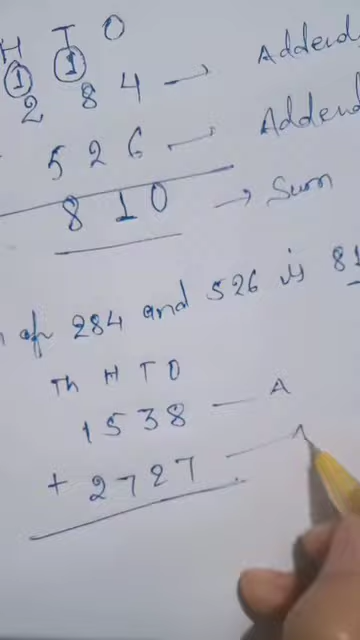 H T O
1 1
2 8 4 → Addend
5 2 6 → Addend
8 1 0 → Sum
of 284 and 526 is 81
Th H T O
1 5 3 8 — A
+ 2 7 2 7 —